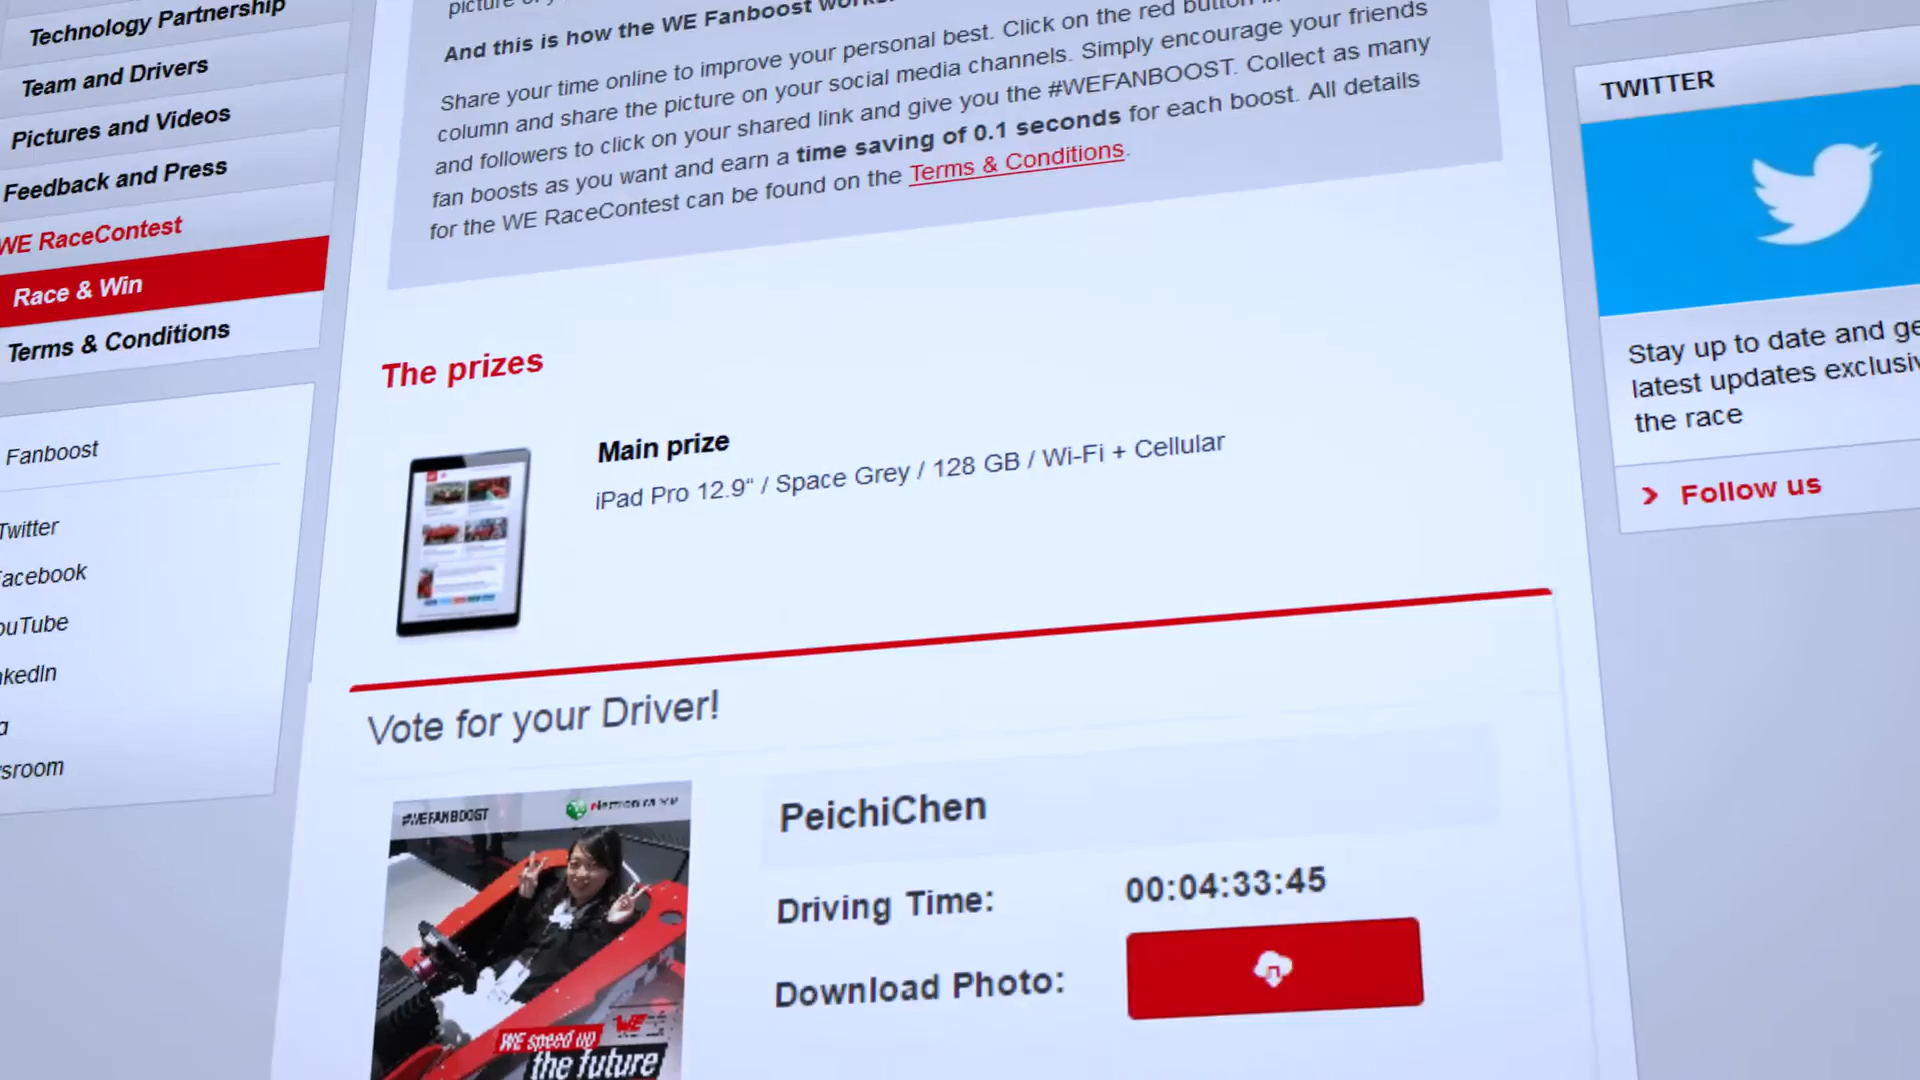 Technology Partnership
Team and Drivers
Pictures and Videos
Feedback and Press
WE RaceContest
Race & Win
Terms & Conditions
Fanboost
Twitter
acebook
ouTube
kedIn
sroom
picture
And this is how the WE Fanboost works
Share your time online to improve your personal best. Click on the red button in
column and share the picture on your social media channels. Simply encourage your friends
and followers to click on your shared link and give you the #WEFANBOOST. Collect as many
fan boosts as you want and earn a time saving of 0.1 seconds for each boost. All details
for the WE RaceContest can be found on the Terms & Conditions.
The prizes
Main prize
iPad Pro 12.9“ / Space Grey / 128 GB / Wi-Fi + Cellular
Vote for your Driver!
#WEFANBOOST
WE
WE speed up
the future
PeichiChen
Driving Time: 00:04:33:45
Download Photo:
TWITTER
Stay up to date and ge
latest updates exclusiv
the race
Follow us